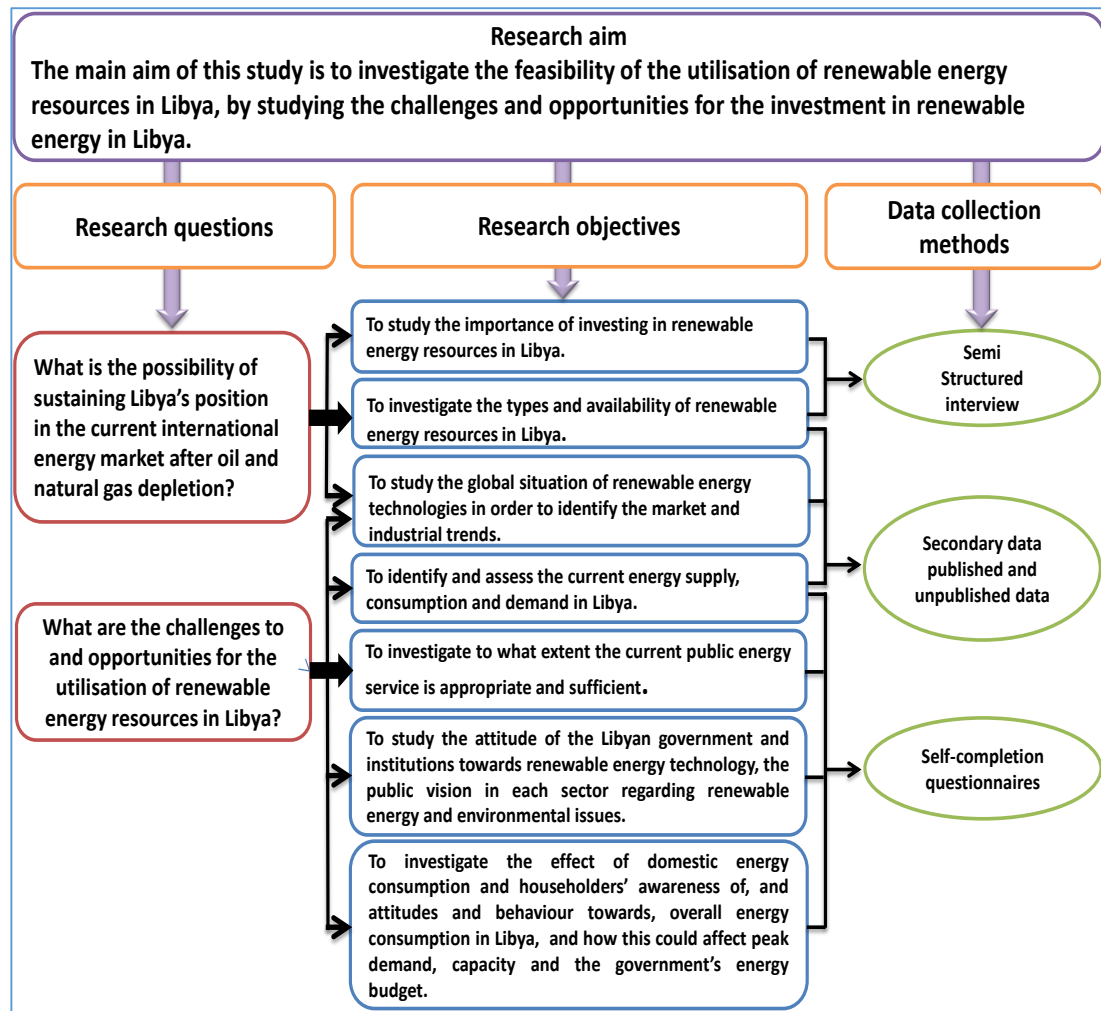 Research aim
The main aim of this study is to investigate the feasibility of the utilisation of renewable energy
resources in Libya, by studying the challenges and opportunities for the investment in renewable
energy in Libya.
Research questions
Research objectives
Data collection
methods
What is the possibility of
sustaining Libya's position
in the current international
energy market after oil and
natural gas depletion?
What are the challenges to
and opportunities for the
utilisation of renewable
energy resources in Libya?
To study the importance of investing in renewable
energy resources in Libya.
To investigate the types and availability of renewable
energy resources in Libya.
To study the global situation of renewable energy
technologies in order to identify the market and
industrial trends.
To identify and assess the current energy supply,
consumption and demand in Libya.
To investigate to what extent the current public energy
service is appropriate and sufficient.
To study the attitude of the Libyan government and
institutions towards renewable energy technology, the
public vision in each sector regarding renewable
energy and environmental issues.
To investigate the effect of domestic energy
consumption and householders' awareness of, and
attitudes and behaviour towards, overall energy
consumption in Libya, and how this could affect peak
demand, capacity and the government's energy
budget.
Semi
Structured
interview
Secondary data
published and
unpublished data
Self-completion
questionnaires